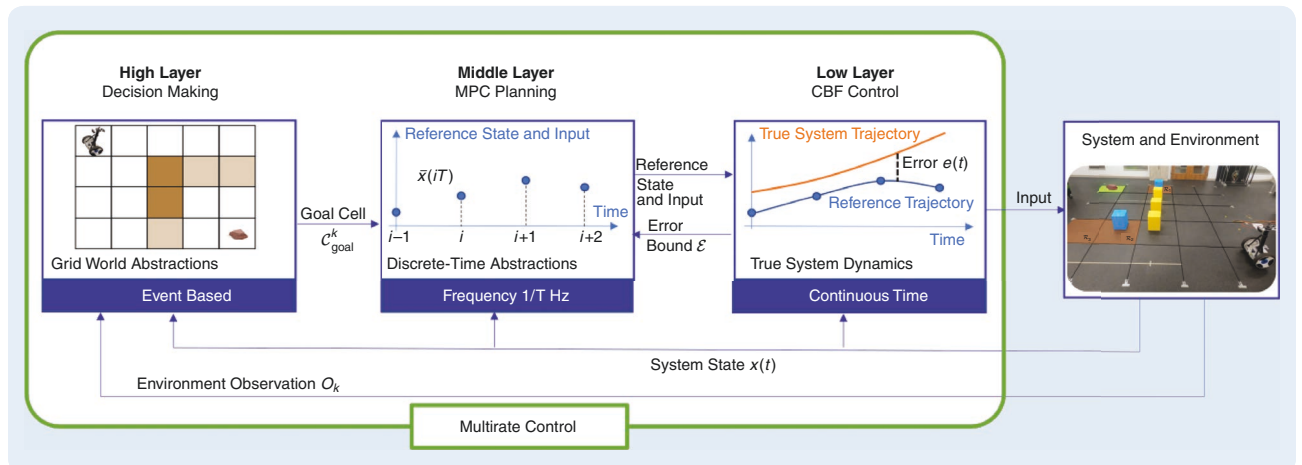 High Layer
Decision Making
Middle Layer
MPC Planning
Low Layer
CBF Control
Grid World Abstractions
Event Based
Goal Cell
𝒞ᵏgoal
Reference State and Input
x̄(iT)
Time
i−1
i
i+1
i+2
Discrete-Time Abstractions
Frequency 1/T Hz
Reference
State
and Input
Error
Bound ℰ
True System Trajectory
Error e(t)
Reference Trajectory
Time
True System Dynamics
Continuous Time
Input
System and Environment
System State x(t)
Environment Observation Oₖ
Multirate Control